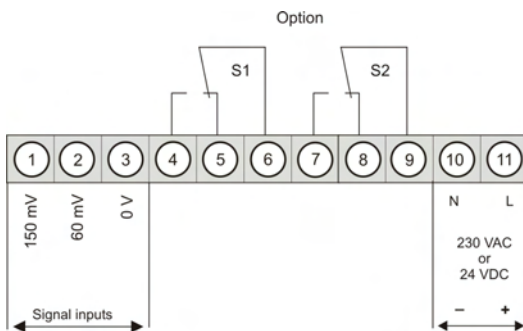 Option
S1
S2
1 2 3 4 5 6 7 8 9 10 11
150 mV
60 mV
0 V
N L
230 VAC
or
24 VDC
– +
Signal inputs